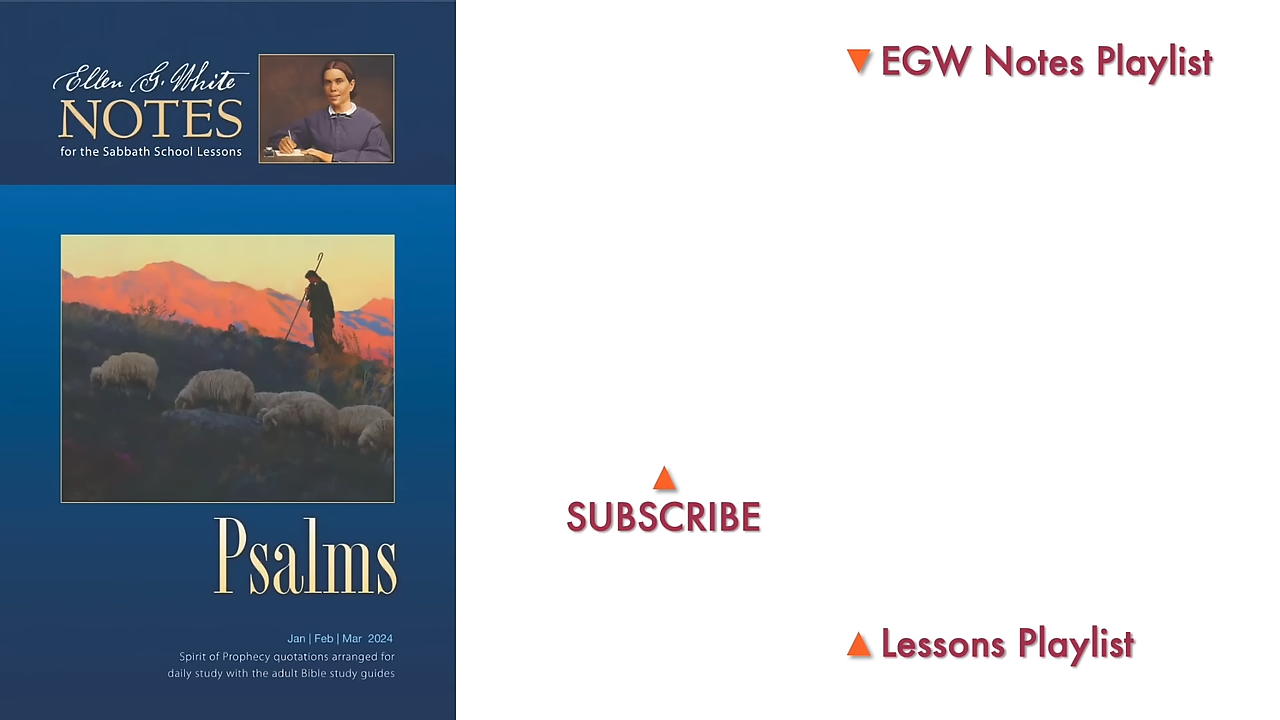 Ellen G. White
NOTES
for the Sabbath School Lessons
Psalms
Jan | Feb | Mar 2024
Spirit of Prophecy quotations arranged for
daily study with the adult Bible study guides
▼ EGW Notes Playlist
▲
SUBSCRIBE
▲ Lessons Playlist